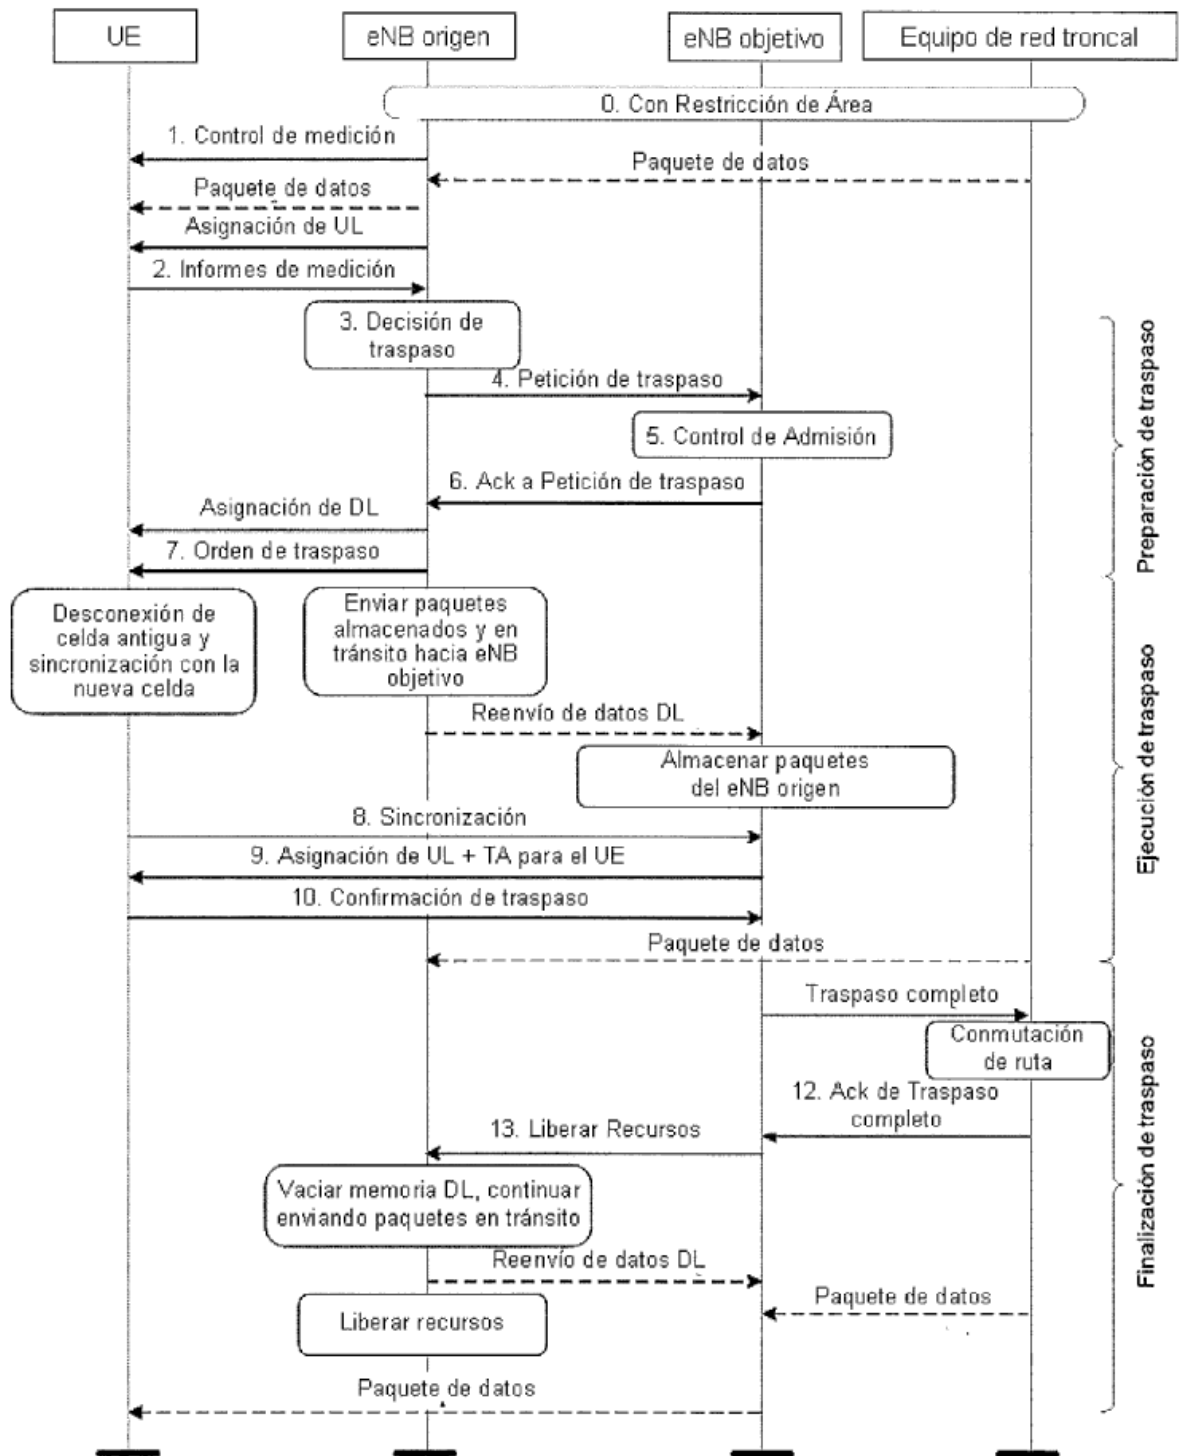 UE
eNB origen
eNB objetivo
Equipo de red troncal
0. Con Restricción de Área
1. Control de medición
Paquete de datos
Paquete de datos
Asignación de UL
2. Informes de medición
3. Decisión de
traspaso
4. Petición de traspaso
5. Control de Admisión
6. Ack a Petición de traspaso
Asignación de DL
7. Orden de traspaso
Preparación de traspaso
Desconexión de
celda antigua y
sincronización con la
nueva celda
Enviar paquetes
almacenados y en
tránsito hacia eNB
objetivo
Reenvío de datos DL
Almacenar paquetes
del eNB origen
8. Sincronización
9. Asignación de UL + TA para el UE
10. Confirmación de traspaso
Paquete de datos
Ejecución de traspaso
Traspaso completo
Conmutación
de ruta
12. Ack de Traspaso
completo
13. Liberar Recursos
Vaciar memoria DL, continuar
enviando paquetes en tránsito
Reenvío de datos DL
Paquete de datos
Liberar recursos
Paquete de datos
Finalización de traspaso